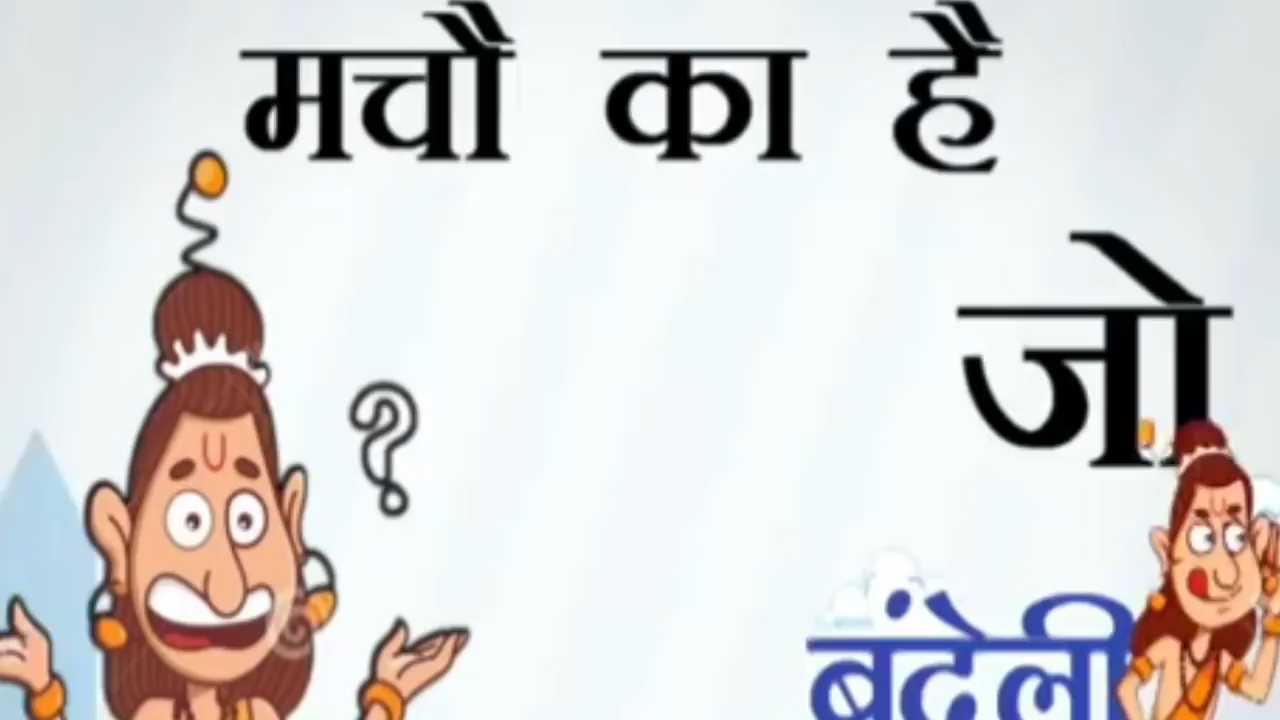 मचौ का है
जो
बुंदेली